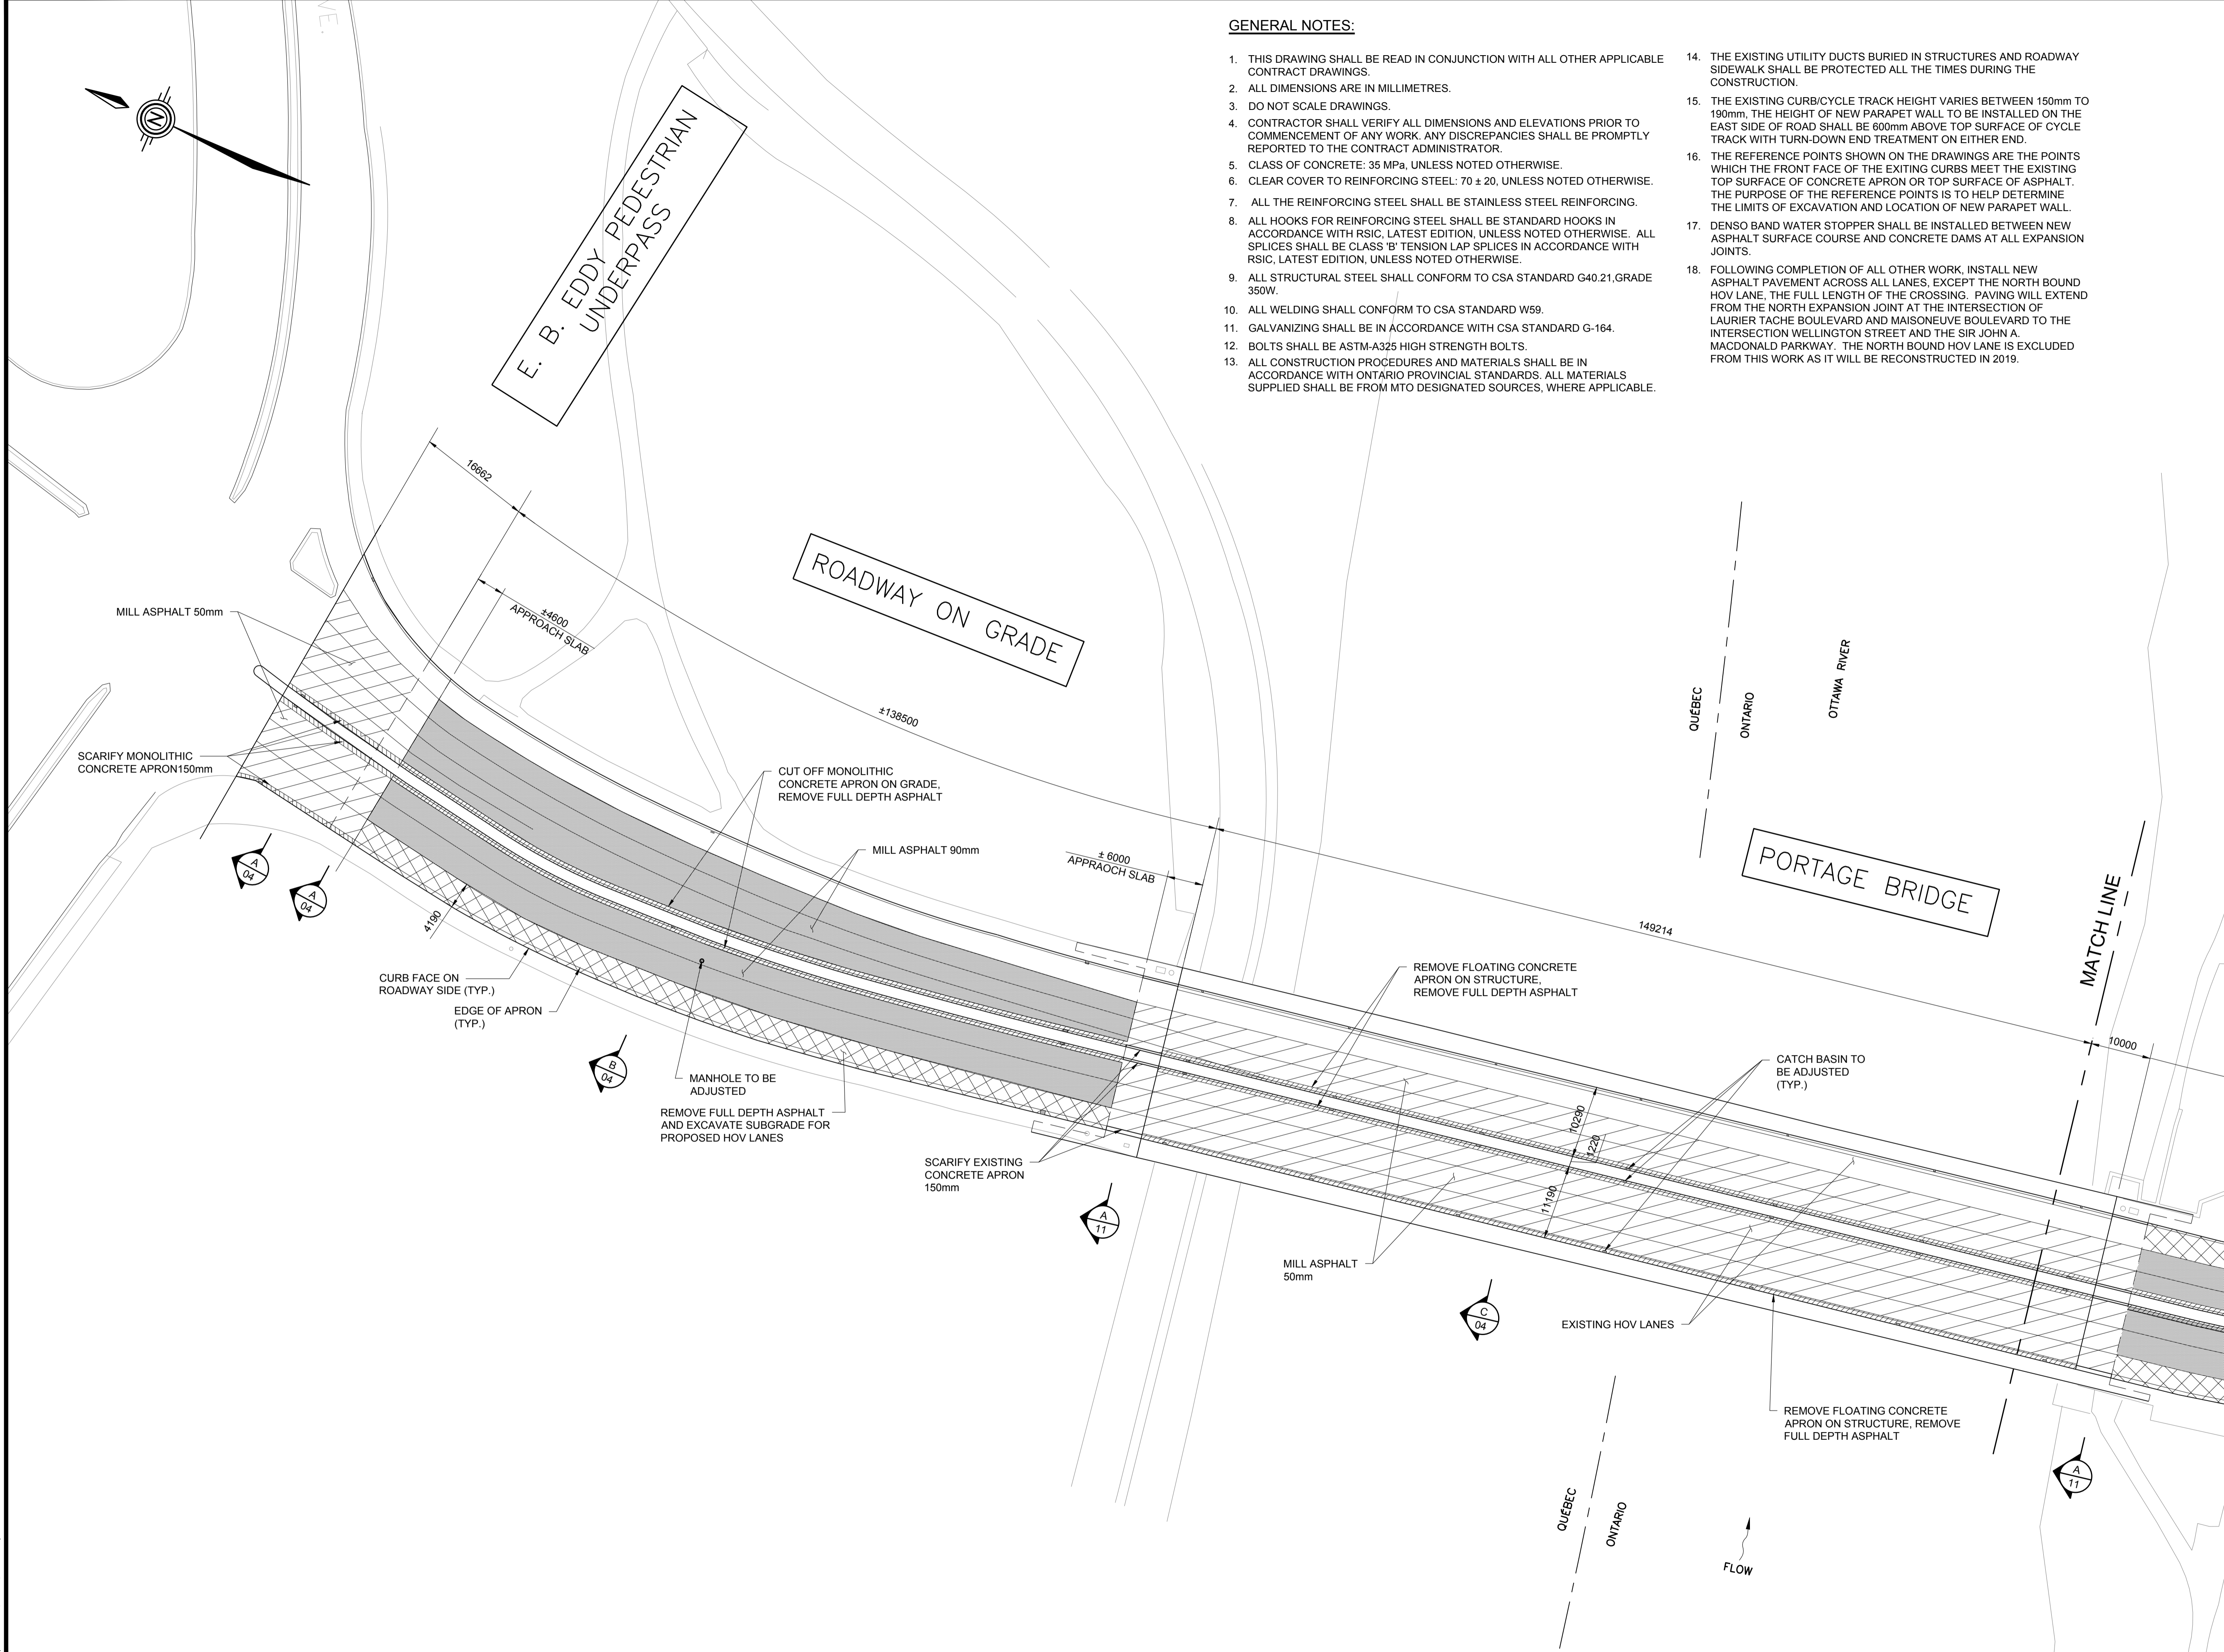 GENERAL NOTES:
1. THIS DRAWING SHALL BE READ IN CONJUNCTION WITH ALL OTHER APPLICABLE
CONTRACT DRAWINGS.
2. ALL DIMENSIONS ARE IN MILLIMETRES.
3. DO NOT SCALE DRAWINGS.
4. CONTRACTOR SHALL VERIFY ALL DIMENSIONS AND ELEVATIONS PRIOR TO
COMMENCEMENT OF ANY WORK. ANY DISCREPANCIES SHALL BE PROMPTLY
REPORTED TO THE CONTRACT ADMINISTRATOR.
5. CLASS OF CONCRETE: 35 MPa, UNLESS NOTED OTHERWISE.
6. CLEAR COVER TO REINFORCING STEEL: 70 ± 20, UNLESS NOTED OTHERWISE.
7. ALL THE REINFORCING STEEL SHALL BE STAINLESS STEEL REINFORCING.
8. ALL HOOKS FOR REINFORCING STEEL SHALL BE STANDARD HOOKS IN
ACCORDANCE WITH RSIC, LATEST EDITION, UNLESS NOTED OTHERWISE. ALL
SPLICES SHALL BE CLASS 'B' TENSION LAP SPLICES IN ACCORDANCE WITH
RSIC, LATEST EDITION, UNLESS NOTED OTHERWISE.
9. ALL STRUCTURAL STEEL SHALL CONFORM TO CSA STANDARD G40.21,GRADE
350W.
10. ALL WELDING SHALL CONFORM TO CSA STANDARD W59.
11. GALVANIZING SHALL BE IN ACCORDANCE WITH CSA STANDARD G-164.
12. BOLTS SHALL BE ASTM-A325 HIGH STRENGTH BOLTS.
13. ALL CONSTRUCTION PROCEDURES AND MATERIALS SHALL BE IN
ACCORDANCE WITH ONTARIO PROVINCIAL STANDARDS. ALL MATERIALS
SUPPLIED SHALL BE FROM MTO DESIGNATED SOURCES, WHERE APPLICABLE.
14. THE EXISTING UTILITY DUCTS BURIED IN STRUCTURES AND ROADWAY
SIDEWALK SHALL BE PROTECTED ALL THE TIMES DURING THE
CONSTRUCTION.
15. THE EXISTING CURB/CYCLE TRACK HEIGHT VARIES BETWEEN 150mm TO
190mm, THE HEIGHT OF NEW PARAPET WALL TO BE INSTALLED ON THE
EAST SIDE OF ROAD SHALL BE 600mm ABOVE TOP SURFACE OF CYCLE
TRACK WITH TURN-DOWN END TREATMENT ON EITHER END.
16. THE REFERENCE POINTS SHOWN ON THE DRAWINGS ARE THE POINTS
WHICH THE FRONT FACE OF THE EXITING CURBS MEET THE EXISTING
TOP SURFACE OF CONCRETE APRON OR TOP SURFACE OF ASPHALT.
THE PURPOSE OF THE REFERENCE POINTS IS TO HELP DETERMINE
THE LIMITS OF EXCAVATION AND LOCATION OF NEW PARAPET WALL.
17. DENSO BAND WATER STOPPER SHALL BE INSTALLED BETWEEN NEW
ASPHALT SURFACE COURSE AND CONCRETE DAMS AT ALL EXPANSION
JOINTS.
18. FOLLOWING COMPLETION OF ALL OTHER WORK, INSTALL NEW
ASPHALT PAVEMENT ACROSS ALL LANES, EXCEPT THE NORTH BOUND
HOV LANE, THE FULL LENGTH OF THE CROSSING. PAVING WILL EXTEND
FROM THE NORTH EXPANSION JOINT AT THE INTERSECTION OF
LAURIER TACHE BOULEVARD AND MAISONEUVE BOULEVARD TO THE
INTERSECTION WELLINGTON STREET AND THE SIR JOHN A.
MACDONALD PARKWAY. THE NORTH BOUND HOV LANE IS EXCLUDED
FROM THIS WORK AS IT WILL BE RECONSTRUCTED IN 2019.
VE.
N
E. B. EDDY PEDESTRIAN
UNDERPASS
16662
ROADWAY ON GRADE
±4600
APPROACH SLAB
MILL ASPHALT 50mm
±138500
SCARIFY MONOLITHIC
CONCRETE APRON150mm
CUT OFF MONOLITHIC
CONCRETE APRON ON GRADE,
REMOVE FULL DEPTH ASPHALT
MILL ASPHALT 90mm
± 6000
APPRAOCH SLAB
QUÉBEC
ONTARIO
OTTAWA RIVER
PORTAGE BRIDGE
MATCH LINE
149214
10000
A
04
A
04
4190
CURB FACE ON
ROADWAY SIDE (TYP.)
EDGE OF APRON
(TYP.)
REMOVE FLOATING CONCRETE
APRON ON STRUCTURE,
REMOVE FULL DEPTH ASPHALT
CATCH BASIN TO
BE ADJUSTED
(TYP.)
B
04
MANHOLE TO BE
ADJUSTED
REMOVE FULL DEPTH ASPHALT
AND EXCAVATE SUBGRADE FOR
PROPOSED HOV LANES
10290
1220
11190
SCARIFY EXISTING
CONCRETE APRON
150mm
A
11
MILL ASPHALT
50mm
C
04
EXISTING HOV LANES
REMOVE FLOATING CONCRETE
APRON ON STRUCTURE, REMOVE
FULL DEPTH ASPHALT
A
11
QUÉBEC
ONTARIO
FLOW